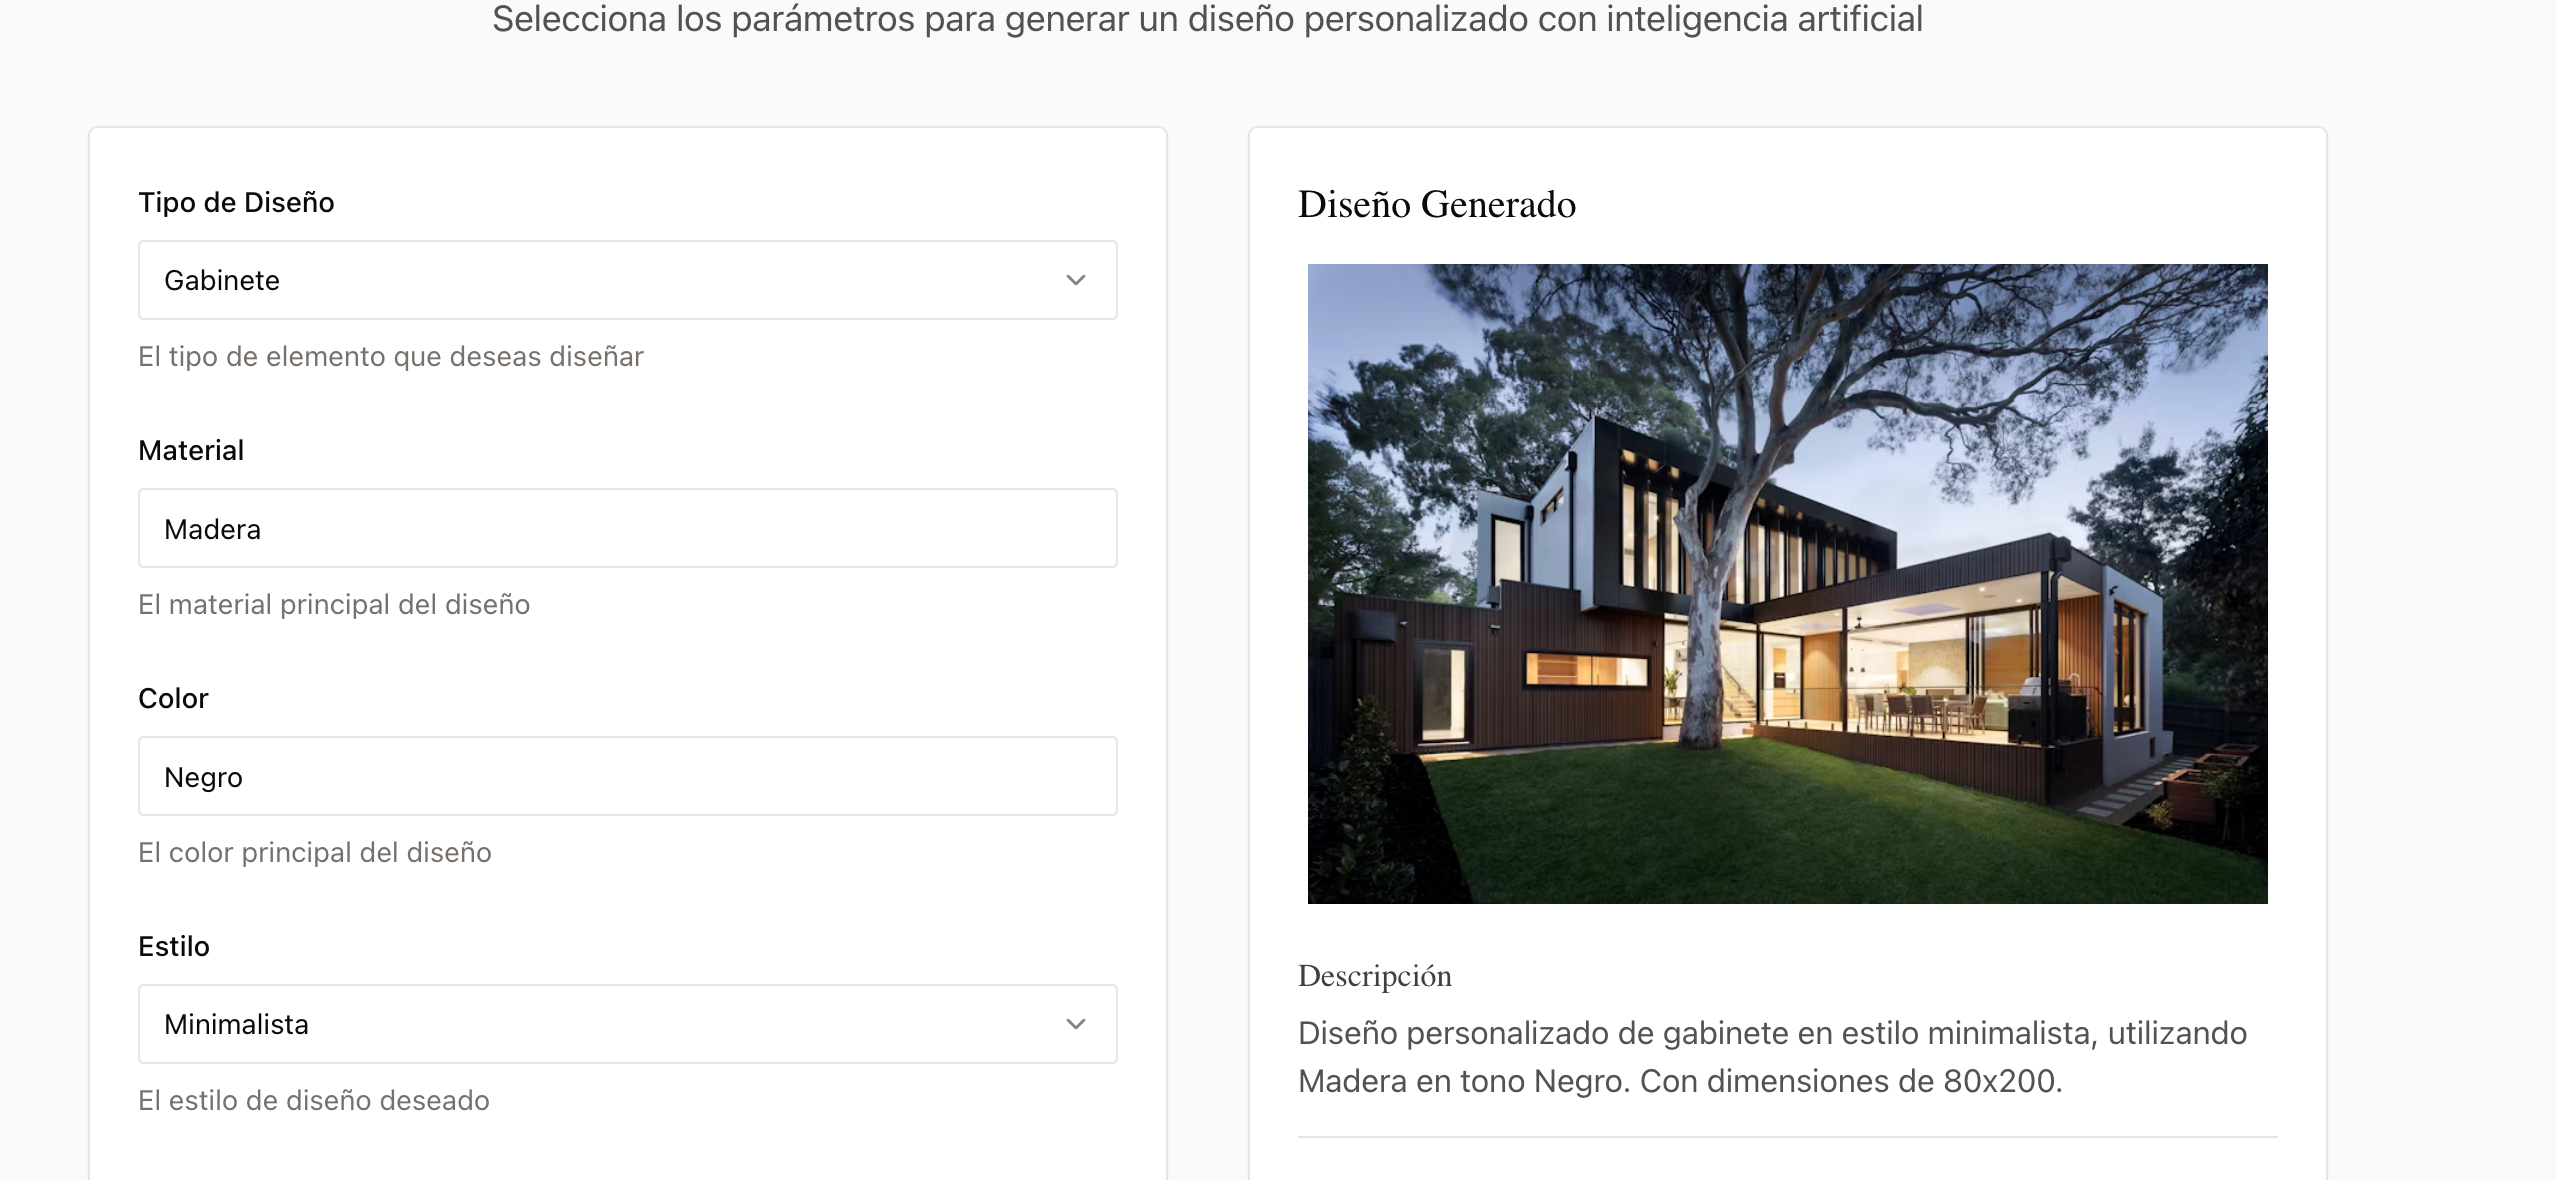 Selecciona los parámetros para generar un diseño personalizado con inteligencia artificial
Tipo de Diseño
Gabinete
El tipo de elemento que deseas diseñar
Material
Madera
El material principal del diseño
Color
Negro
El color principal del diseño
Estilo
Minimalista
El estilo de diseño deseado
Diseño Generado
Descripción
Diseño personalizado de gabinete en estilo minimalista, utilizando
Madera en tono Negro. Con dimensiones de 80x200.